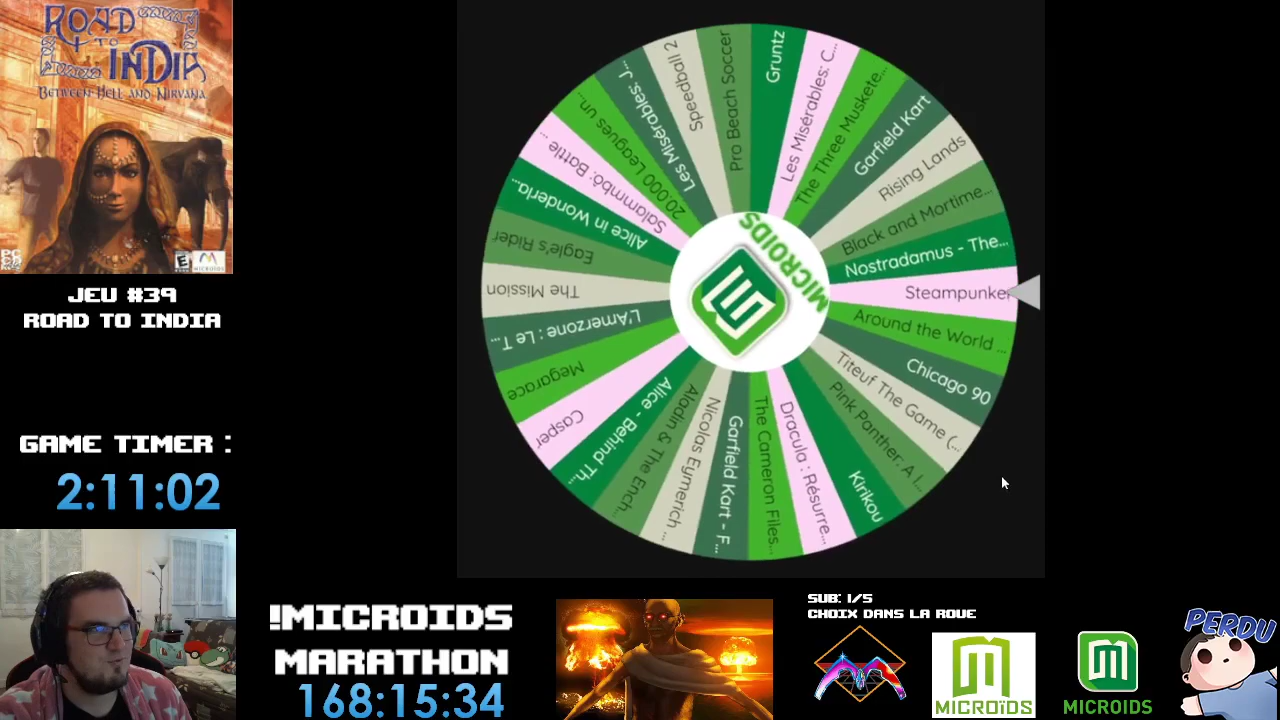 ROAD
TO
INDIA
BETWEEN HELL AND NIRVANA
E
MICROIDS
JEU #39
ROAD TO INDIA
GAME TIMER :
2:11:02
Gruntz
Les Misérables: C...
The Three Muskete...
Garfield Kart
Rising Lands
Black and Mortime...
Nostradamus - The...
Steampunker
Around the World ...
Chicago 90
Titeuf The Game (...
Pink Panther: A l...
Kirikou
Dracula : Résurre...
The Cameron Files...
Garfield Kart - F...
Nicolas Eymerich ...
Aladin & The Ench...
Alice - Behind Th...
Casper
Megarace
L'Amerzone : Le T...
The Mission
Eagle's Rider
Alice in Wonderla...
Salammbô: Battle ...
20.000 Leagues un...
Les Misérables: J...
Speedball 2
Pro Beach Soccer
MICROIDS
!MICROIDS
MARATHON
168:15:34
SUB: 1/5
CHOIX DANS LA ROUE
MICROÏDS
MICROIDS
PERDU